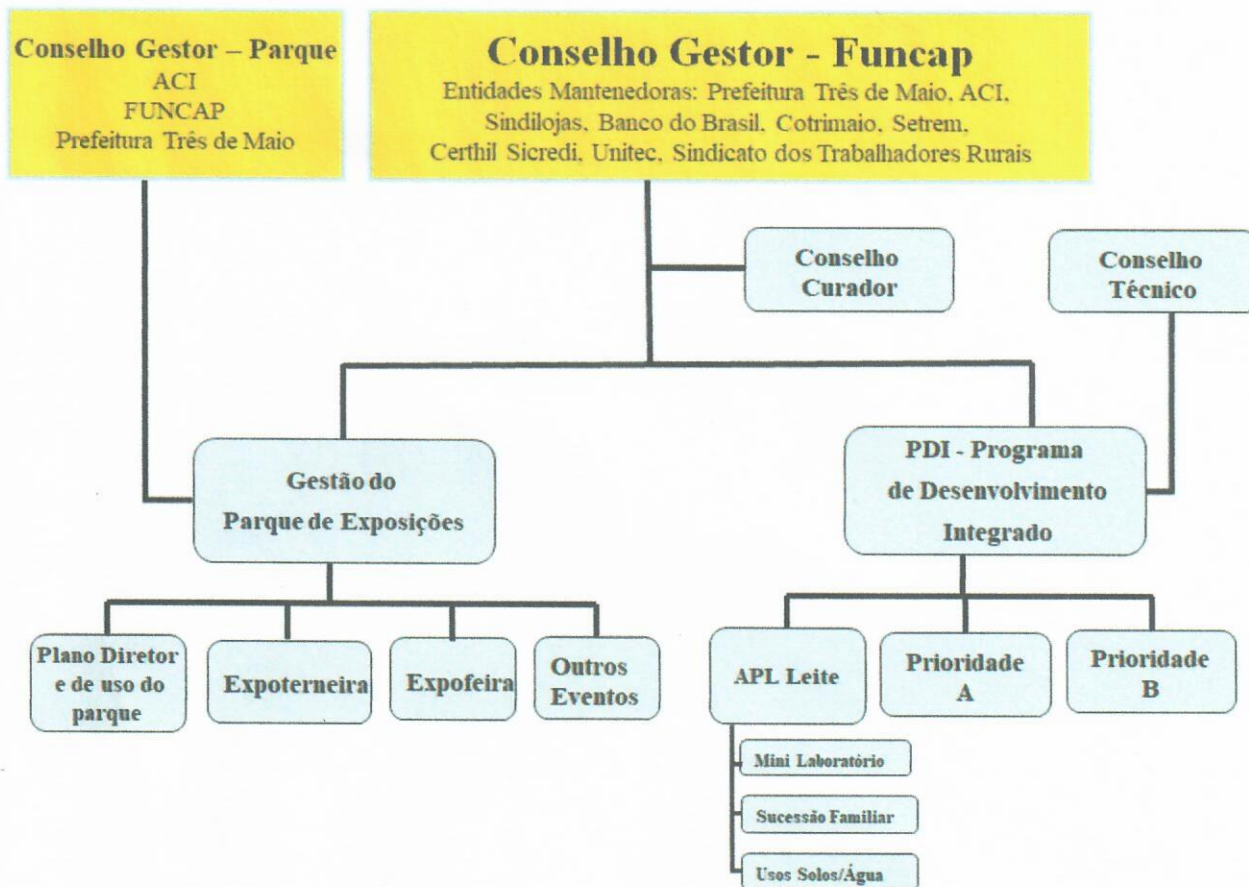 Conselho Gestor – Parque
ACI
FUNCAP
Prefeitura Três de Maio
Conselho Gestor - Funcap
Entidades Mantenedoras: Prefeitura Três de Maio, ACI,
Sindilojas, Banco do Brasil, Cotrimaio, Setrem,
Certhil Sicredi, Unitec, Sindicato dos Trabalhadores Rurais
Conselho
Curador
Conselho
Técnico
Gestão do
Parque de Exposições
PDI - Programa
de Desenvolvimento
Integrado
Plano Diretor
e de uso do
parque
Expoterneira
Expofeira
Outros
Eventos
APL Leite
Prioridade
A
Prioridade
B
Mini Laboratório
Sucessão Familiar
Usos Solos/Água